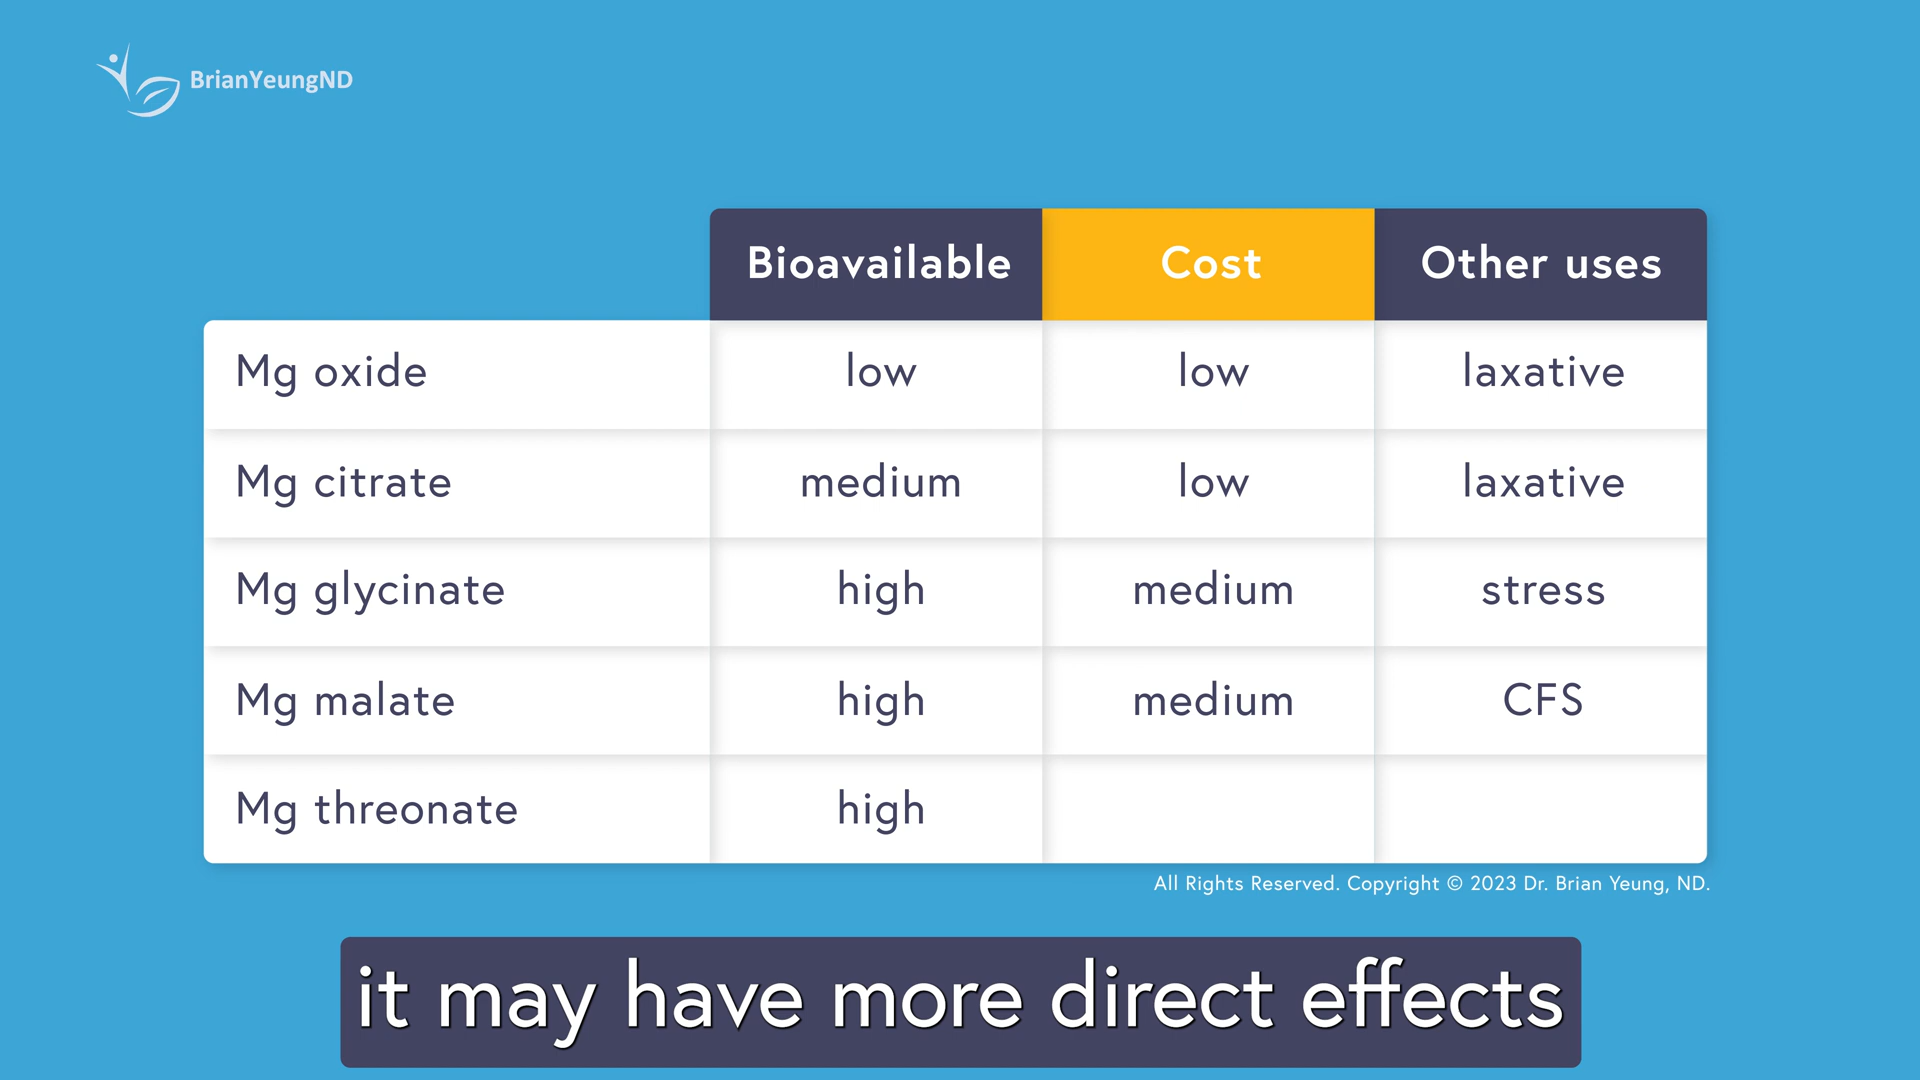 BrianYeungND
Bioavailable Cost Other uses
Mg oxide low low laxative
Mg citrate medium low laxative
Mg glycinate high medium stress
Mg malate high medium CFS
Mg threonate high
All Rights Reserved. Copyright © 2023 Dr. Brian Yeung, ND.
it may have more direct effects